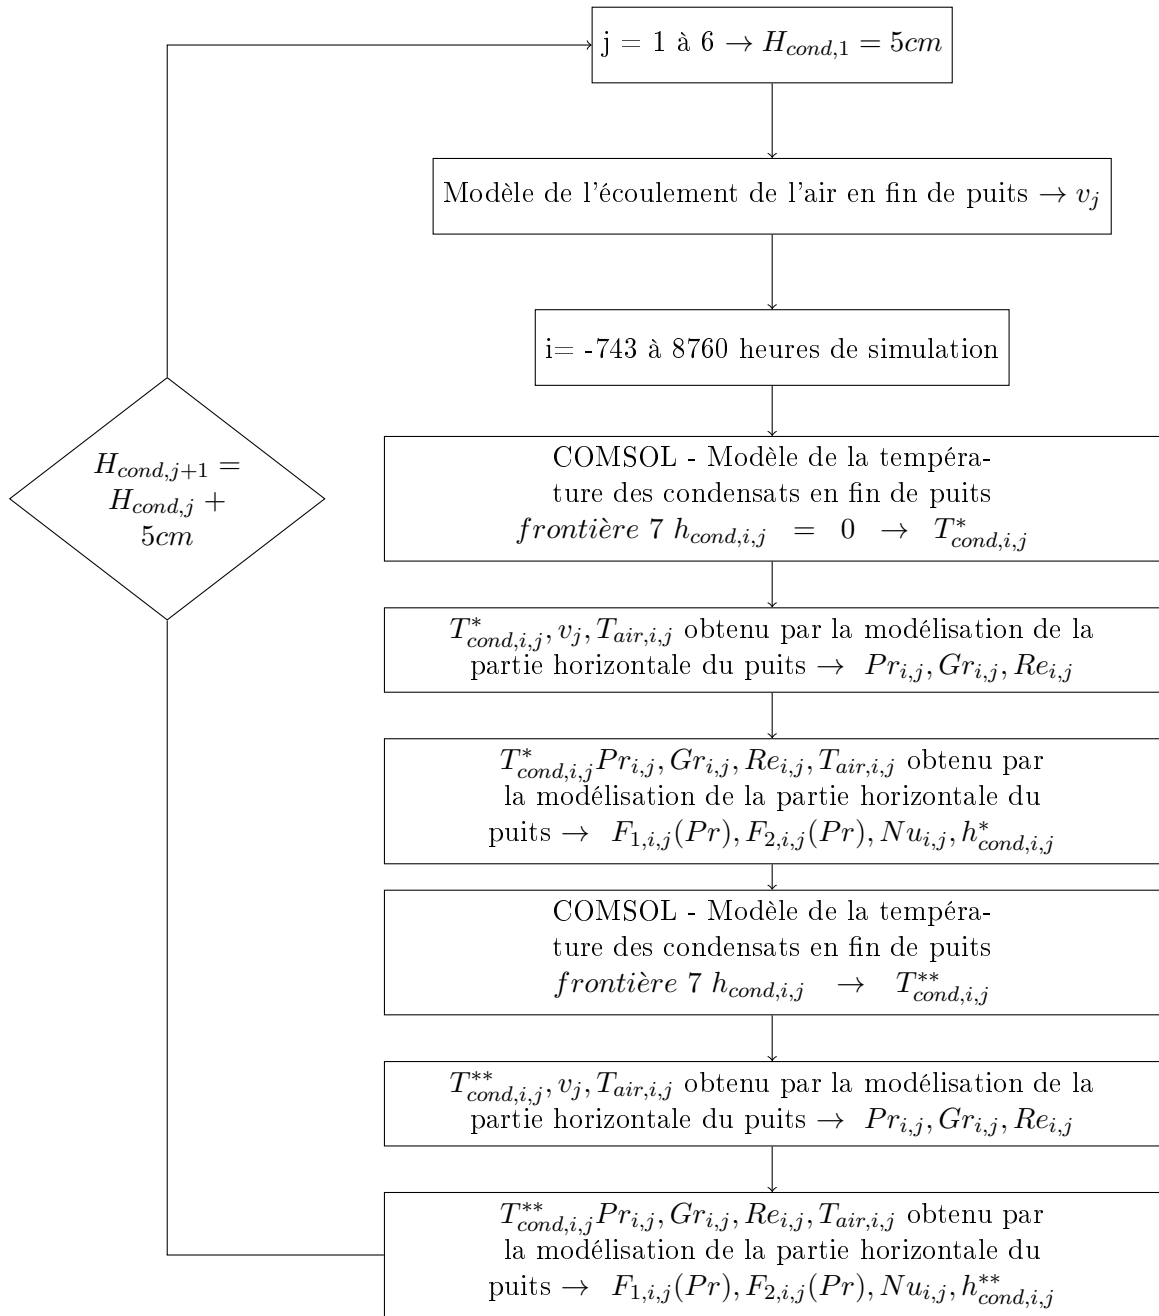 j = 1 à 6 → H_{cond,1} = 5cm
Modèle de l'écoulement de l'air en fin de puits → v_j
i= -743 à 8760 heures de simulation
COMSOL - Modèle de la tempéra-
ture des condensats en fin de puits
frontière 7 h_{cond,i,j} = 0 → T^*_{cond,i,j}
T^*_{cond,i,j}, v_j, T_{air,i,j} obtenu par la modélisation de la
partie horizontale du puits → Pr_{i,j}, Gr_{i,j}, Re_{i,j}
T^*_{cond,i,j}Pr_{i,j}, Gr_{i,j}, Re_{i,j}, T_{air,i,j} obtenu par
la modélisation de la partie horizontale du
puits → F_{1,i,j}(Pr), F_{2,i,j}(Pr), Nu_{i,j}, h^*_{cond,i,j}
COMSOL - Modèle de la tempéra-
ture des condensats en fin de puits
frontière 7 h_{cond,i,j} → T^{**}_{cond,i,j}
T^{**}_{cond,i,j}, v_j, T_{air,i,j} obtenu par la modélisation de la
partie horizontale du puits → Pr_{i,j}, Gr_{i,j}, Re_{i,j}
T^{**}_{cond,i,j}Pr_{i,j}, Gr_{i,j}, Re_{i,j}, T_{air,i,j} obtenu par
la modélisation de la partie horizontale du
puits → F_{1,i,j}(Pr), F_{2,i,j}(Pr), Nu_{i,j}, h^{**}_{cond,i,j}
H_{cond,j+1} =
H_{cond,j} +
5cm